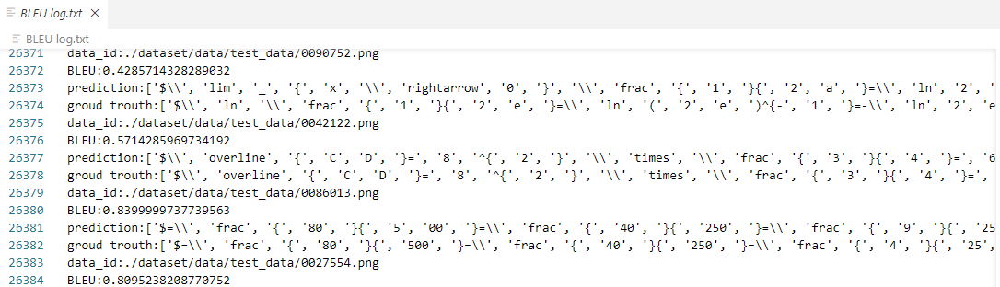 BLEU log.txt
BLEU log.txt
26371 data_id:./dataset/data/test_data/0090752.png
26372 BLEU:0.4285714328289032
26373 prediction:['$\\', 'lim', '_', '{', 'x', '\\', 'rightarrow', '0', '}', '\\', 'frac', '{', '1', '}{', '2', 'a', '}=\\', 'ln', '2', '
26374 groud trouth:['$\\', 'ln', '\\', 'frac', '{', '1', '}{', '2', 'e', '}=\\', 'ln', '(', '2', 'e', ')^{-', '1', '}=-\\', 'ln', '2', 'e
26375 data_id:./dataset/data/test_data/0042122.png
26376 BLEU:0.5714285969734192
26377 prediction:['$\\', 'overline', '{', 'C', 'D', '}=', '8', '^{', '2', '}', '\\', 'times', '\\', 'frac', '{', '3', '}{', '4', '}=', '6
26378 groud trouth:['$\\', 'overline', '{', 'C', 'D', '}=', '8', '^{', '2', '}', '\\', 'times', '\\', 'frac', '{', '3', '}{', '4', '}=',
26379 data_id:./dataset/data/test_data/0086013.png
26380 BLEU:0.8399999737739563
26381 prediction:['$=\\', 'frac', '{', '80', '}{', '5', '00', '}=\\', 'frac', '{', '40', '}{', '250', '}=\\', 'frac', '{', '9', '}{', '25
26382 groud trouth:['$=\\', 'frac', '{', '80', '}{', '500', '}=\\', 'frac', '{', '40', '}{', '250', '}=\\', 'frac', '{', '4', '}{', '25',
26383 data_id:./dataset/data/test_data/0027554.png
26384 BLEU:0.8095238208770752